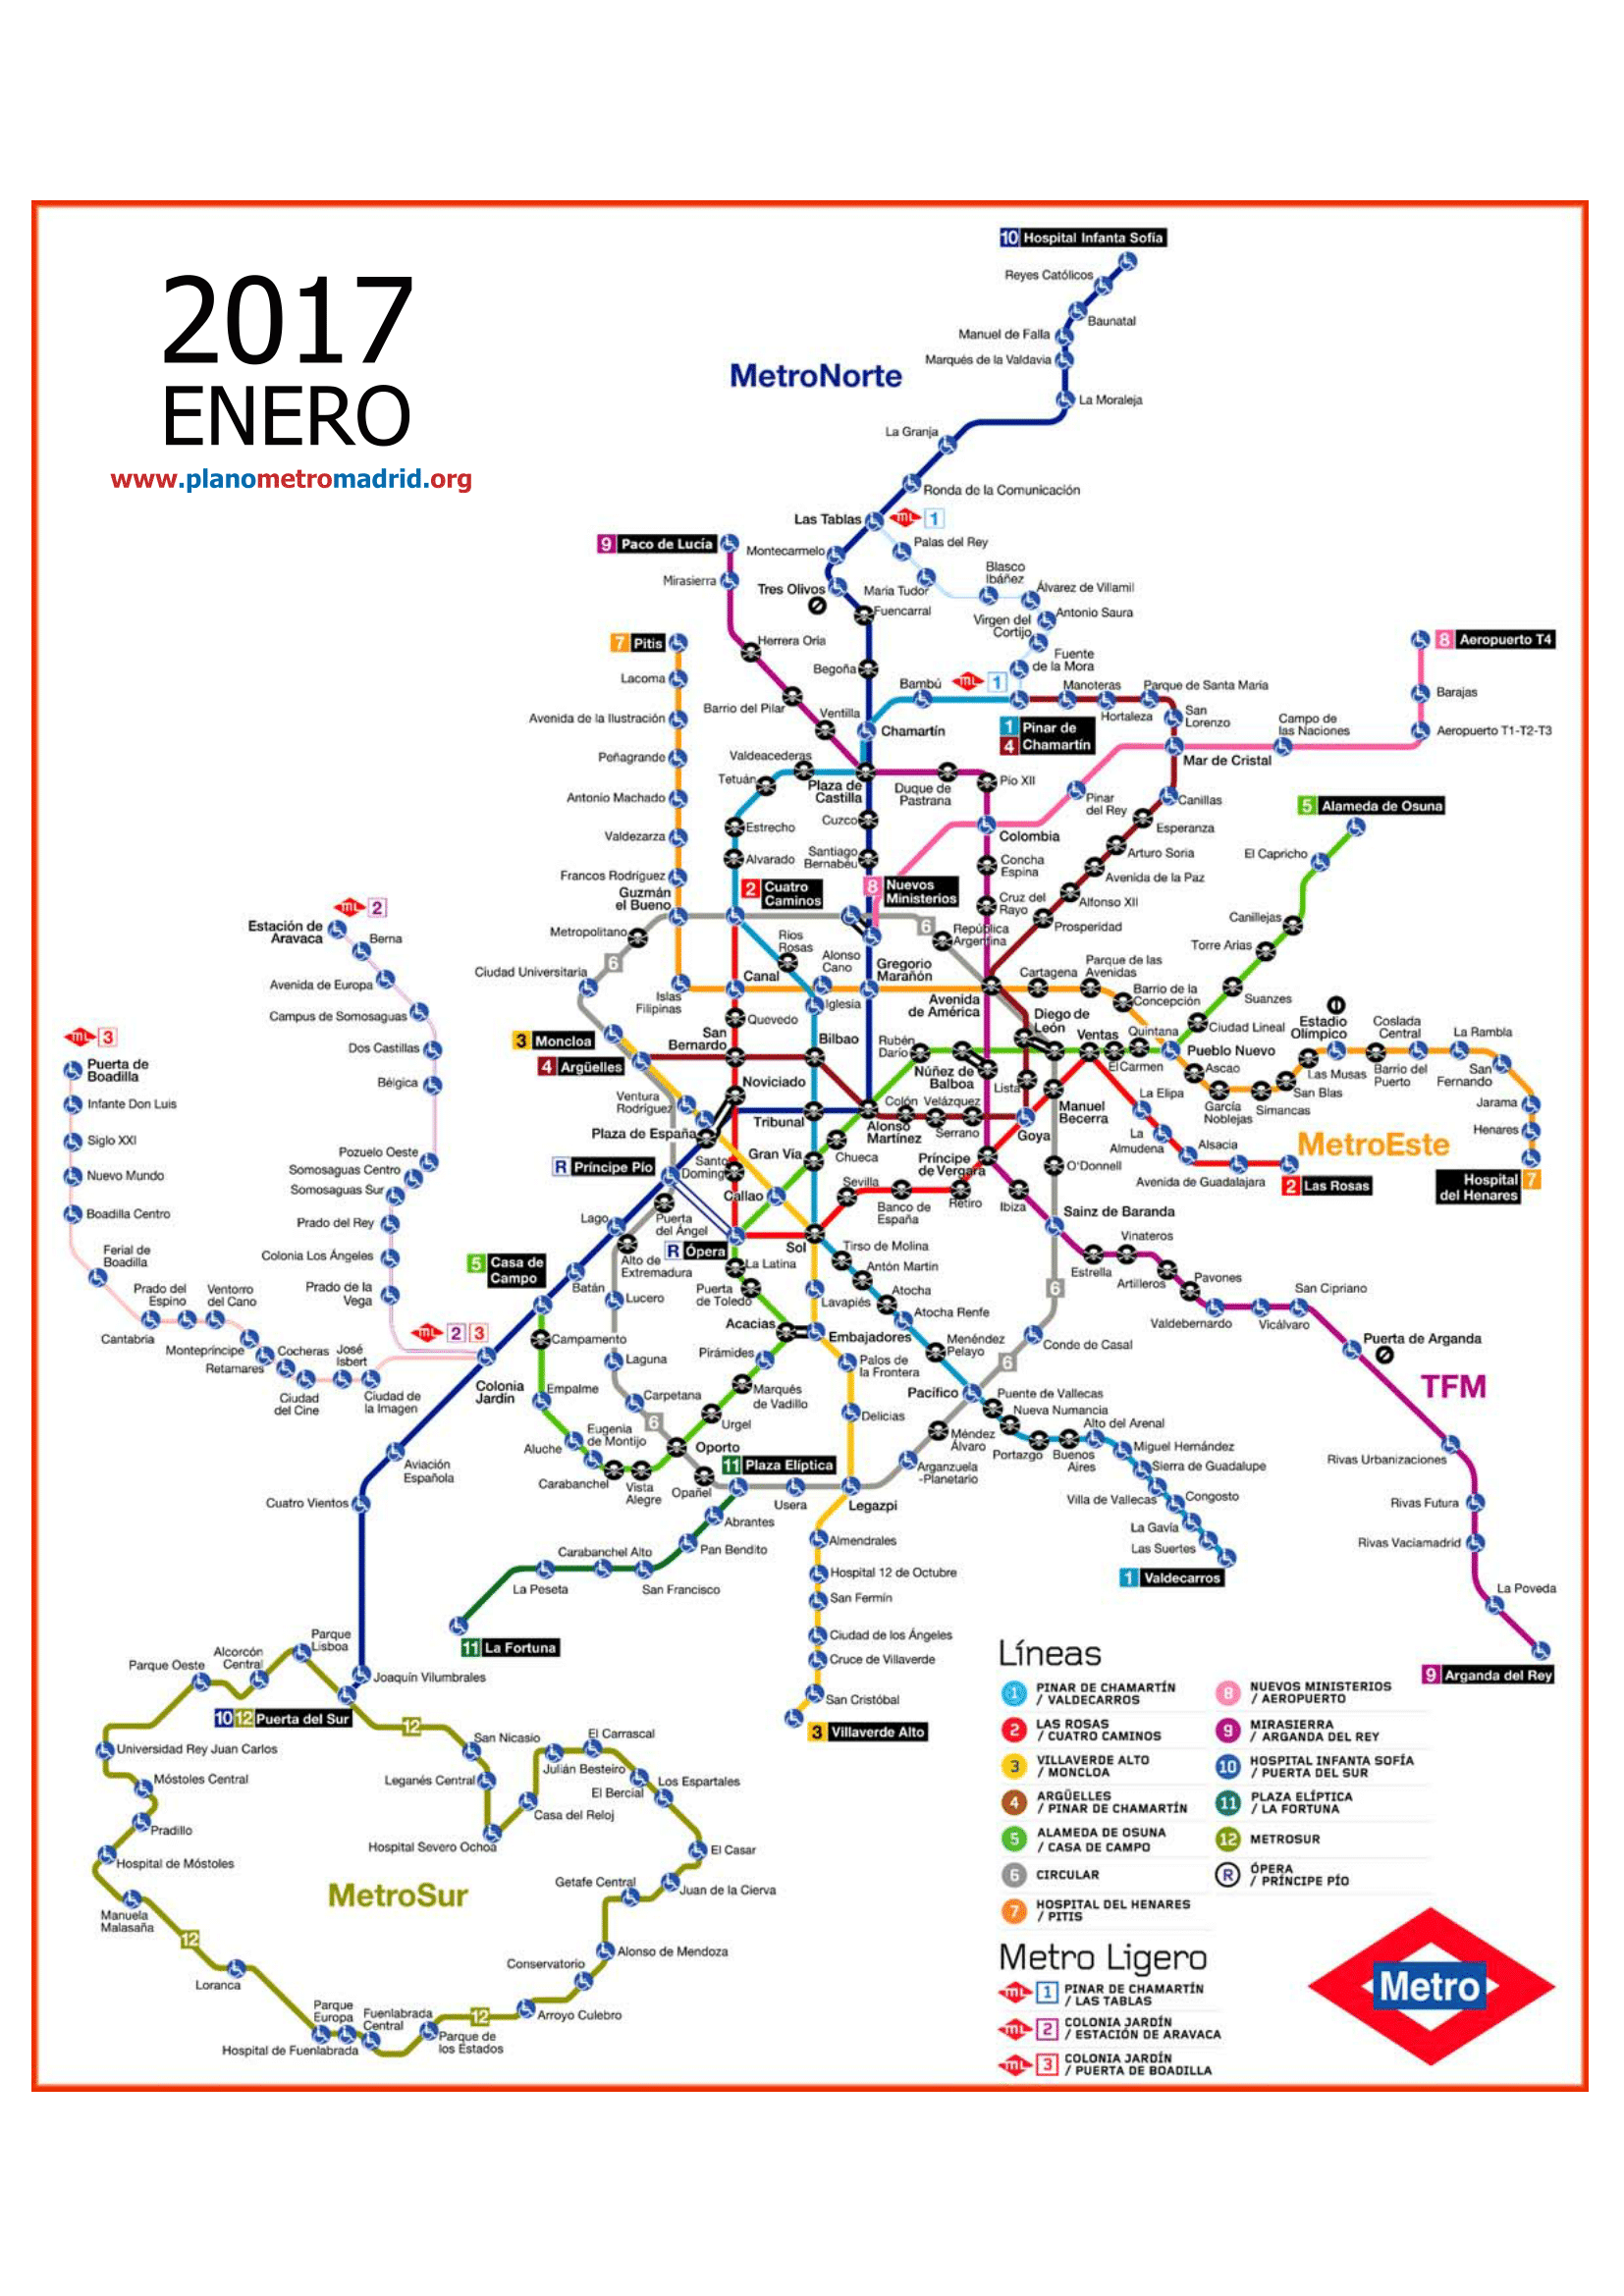 2017
ENERO
www.planometromadrid.org
10 Hospital Infanta Sofía
Reyes Católicos
Baunatal
Manuel de Falla
Marqués de la Valdavia
MetroNorte
La Moraleja
La Granja
Ronda de la Comunicación
Las Tablas
mL 1
9 Paco de Lucía
Montecarmelo
Palas del Rey
Mirasierra
Tres Olivos
María Tudor
Blasco
Ibáñez
Álvarez de Villamil
Fuencarral
Antonio Saura
Virgen del
Cortijo
7 Pitis
Herrera Oria
Aeropuerto T4
8
Fuente
de la Mora
Begoña
Lacoma
Bambú
mL 1
Manoteras
Parque de Santa María
Barajas
Barrio del Pilar
Ventilla
Hortaleza
San
Lorenzo
Avenida de la Ilustración
Chamartín
1 Pinar de
4 Chamartín
Campo de
las Naciones
Aeropuerto T1-T2-T3
Peñagrande
Valdeacederas
Mar de Cristal
Tetuán
Plaza de
Castilla
Duque de
Pastrana
Pío XII
Antonio Machado
Pinar
del Rey
Canillas
5 Alameda de Osuna
Estrecho
Cuzco
Colombia
Esperanza
Valdezarza
Alvarado
Santiago
Bernabéu
Concha
Espina
Arturo Soria
El Capricho
Francos Rodríguez
Avenida de la Paz
Guzmán
el Bueno
2 Cuatro
Caminos
8 Nuevos
Ministerios
Cruz del
Rayo
Alfonso XII
mL 2
Estación de
Aravaca
Berna
Metropolitano
6
República
Argentina
Prosperidad
Canillejas
Ríos
Rosas
Torre Arias
6
Ciudad Universitaria
Alonso
Cano
Gregorio
Marañón
Cartagena
Parque de las
Avenidas
Avenida de Europa
Canal
Islas
Filipinas
Iglesia
Avenida
de América
Barrio de la
Concepción
Suanzes
Campus de Somosaguas
Quevedo
Diego de
León
Ciudad Lineal
Estadio
Olímpico
Coslada
Central
La Rambla
mL 3
3 Moncloa
San
Bernardo
Bilbao
Rubén
Darío
Ventas
Quintana
Pueblo Nuevo
Dos Castillas
4 Argüelles
Núñez de
Balboa
El Carmen
Ascao
Las Musas
Barrio del
Puerto
San
Fernando
Puerta de
Boadilla
Bélgica
Noviciado
Lista
García
Noblejas
Simancas
San Blas
Infante Don Luis
Ventura
Rodríguez
Tribunal
Colón
Velázquez
Manuel
Becerra
La Elipa
Jarama
Plaza de España
Alonso
Martínez
Serrano
Goya
La
Almudena
Alsacia
MetroEste
Henares
Siglo XXI
Pozuelo Oeste
Santo
Domingo
Gran Vía
Chueca
Príncipe
de Vergara
O'Donnell
Avenida de Guadalajara
2 Las Rosas
Hospital
del Henares
7
Nuevo Mundo
Somosaguas Centro
R Príncipe Pío
Callao
Sevilla
Retiro
Ibiza
Somosaguas Sur
Banco de
España
Sainz de Baranda
Boadilla Centro
Prado del Rey
Lago
Puerta
del Ángel
R Ópera
Sol
Tirso de Molina
Vinateros
Ferial de
Boadilla
Colonia Los Ángeles
5 Casa de
Campo
Alto de
Extremadura
La Latina
Antón Martín
Estrella
Artilleros
Pavones
San Cipriano
Prado del
Espino
Ventorro
del Cano
Prado de la
Vega
Batán
Lucero
Puerta
de Toledo
Lavapiés
Atocha
6
Valdebernardo
Vicálvaro
Cantabria
mL 2 3
Acacias
Embajadores
Atocha Renfe
Puerta de Arganda
Montepríncipe
Cocheras
José
Isbert
Campamento
Pirámides
Palos de
la Frontera
Menéndez
Pelayo
Conde de Casal
6
Retamares
Laguna
Ciudad
del Cine
Ciudad de
la Imagen
Colonia
Jardín
Empalme
Carpetana
Marqués
de Vadillo
Pacífico
Puente de Vallecas
TFM
6
Urgel
Delicias
Nueva Numancia
Eugenia
de Montijo
Méndez
Álvaro
Alto del Arenal
Aluche
Oporto
Portazgo
Buenos
Aires
Miguel Hernández
Rivas Urbanizaciones
Aviación
Española
11 Plaza Elíptica
Arganzuela
-Planetario
Sierra de Guadalupe
Carabanchel
Vista
Alegre
Opañel
Usera
Legazpi
Villa de Vallecas
Congosto
Rivas Futura
Cuatro Vientos
Abrantes
La Gavia
Carabanchel Alto
Pan Bendito
Almendrales
Las Suertes
Rivas Vaciamadrid
La Peseta
San Francisco
Hospital 12 de Octubre
1 Valdecarros
La Poveda
San Fermín
11 La Fortuna
Ciudad de los Ángeles
Parque
Lisboa
Alcorcón
Central
Parque Oeste
Joaquín Vilumbrales
Cruce de Villaverde
9 Arganda del Rey
San Cristóbal
10 12 Puerta del Sur
12
3 Villaverde Alto
San Nicasio
El Carrascal
Universidad Rey Juan Carlos
Julián Besteiro
Móstoles Central
Leganés Central
El Bercial
Los Espartales
Casa del Reloj
Pradillo
Hospital Severo Ochoa
El Casar
Hospital de Móstoles
Getafe Central
Juan de la Cierva
MetroSur
Manuela
Malasaña
12
Alonso de Mendoza
Conservatorio
Loranca
Parque
Europa
Fuenlabrada
Central
12
Arroyo Culebro
Hospital de Fuenlabrada
Parque de
los Estados
Líneas
1 PINAR DE CHAMARTÍN
/ VALDECARROS
2 LAS ROSAS
/ CUATRO CAMINOS
3 VILLAVERDE ALTO
/ MONCLOA
4 ARGÜELLES
/ PINAR DE CHAMARTÍN
5 ALAMEDA DE OSUNA
/ CASA DE CAMPO
6 CIRCULAR
7 HOSPITAL DEL HENARES
/ PITIS
8 NUEVOS MINISTERIOS
/ AEROPUERTO
9 MIRASIERRA
/ ARGANDA DEL REY
10 HOSPITAL INFANTA SOFÍA
/ PUERTA DEL SUR
11 PLAZA ELÍPTICA
/ LA FORTUNA
12 METROSUR
R ÓPERA
/ PRÍNCIPE PÍO
Metro Ligero
mL 1 PINAR DE CHAMARTÍN
/ LAS TABLAS
mL 2 COLONIA JARDÍN
/ ESTACIÓN DE ARAVACA
mL 3 COLONIA JARDÍN
/ PUERTA DE BOADILLA
Metro